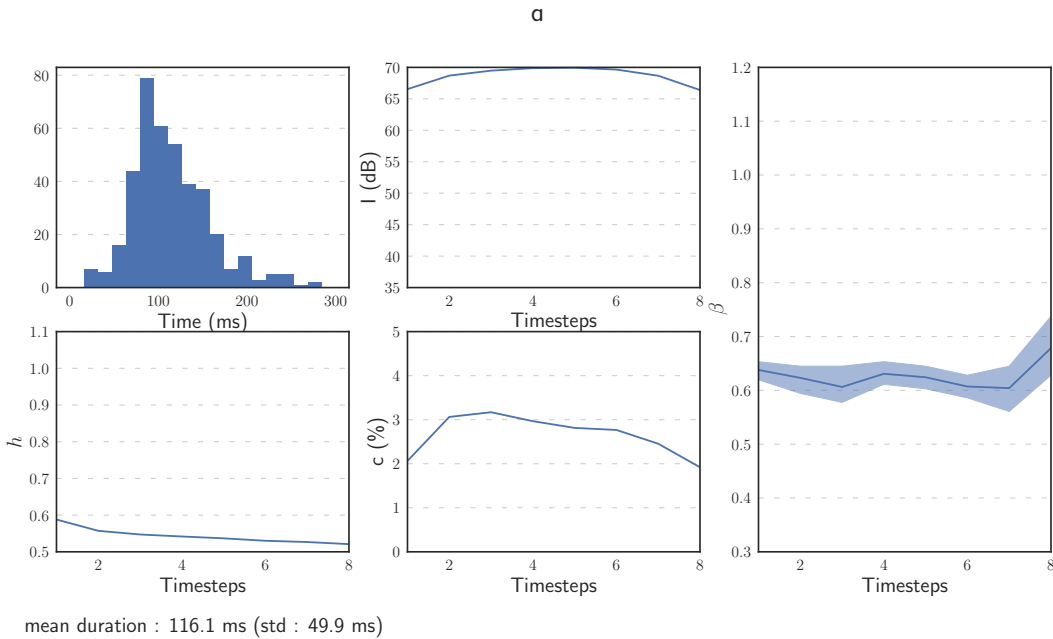 ɑ
80
60
40
20
0
0 100 200 300
Time (ms)
70
65
60
55
50
45
40
35
I (dB)
2 4 6 8
Timesteps
1.1
1.0
0.9
0.8
0.7
0.6
0.5
h
2 4 6 8
Timesteps
5
4
3
2
1
0
c (%)
2 4 6 8
Timesteps
1.2
1.1
1.0
0.9
0.8
0.7
0.6
0.5
0.4
0.3
β
2 4 6 8
Timesteps
mean duration : 116.1 ms (std : 49.9 ms)